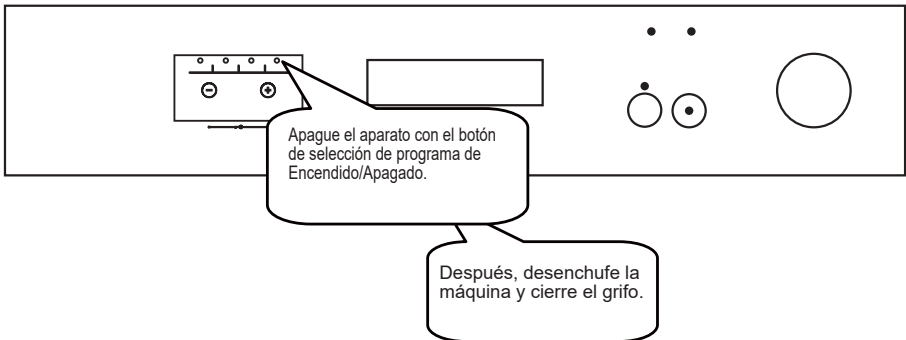 Apague el aparato con el botón
de selección de programa de
Encendido/Apagado.
Después, desenchufe la
máquina y cierre el grifo.